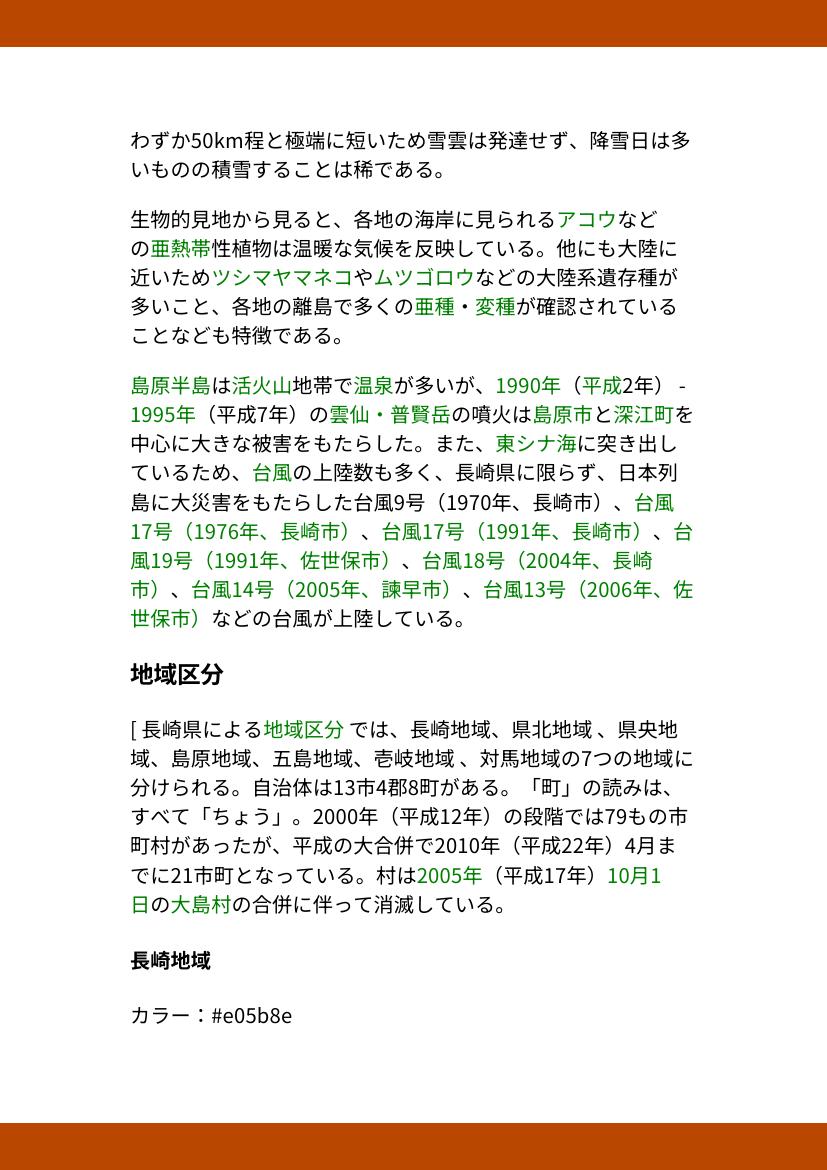 わずか50km程と極端に短いため雪雲は発達せず、降雪日は多
いものの積雪することは稀である。
生物的見地から見ると、各地の海岸に見られるアコウなど
の亜熱帯性植物は温暖な気候を反映している。他にも大陸に
近いためツシマヤマネコやムツゴロウなどの大陸系遺存種が
多いこと、各地の離島で多くの亜種・変種が確認されている
ことなども特徴である。
島原半島は活火山地帯で温泉が多いが、1990年（平成2年） -
1995年（平成7年）の雲仙・普賢岳の噴火は島原市と深江町を
中心に大きな被害をもたらした。また、東シナ海に突き出し
ているため、台風の上陸数も多く、長崎県に限らず、日本列
島に大災害をもたらした台風9号（1970年、長崎市）、台風
17号（1976年、長崎市）、台風17号（1991年、長崎市）、台
風19号（1991年、佐世保市）、台風18号（2004年、長崎
市）、台風14号（2005年、諫早市）、台風13号（2006年、佐
世保市）などの台風が上陸している。
地域区分
[ 長崎県による地域区分 では、長崎地域、県北地域 、県央地
域、島原地域、五島地域、壱岐地域 、対馬地域の7つの地域に
分けられる。自治体は13市4郡8町がある。「町」の読みは、
すべて「ちょう」。2000年（平成12年）の段階では79もの市
町村があったが、平成の大合併で2010年（平成22年）4月ま
でに21市町となっている。村は2005年（平成17年）10月1
日の大島村の合併に伴って消滅している。
長崎地域
カラー：#e05b8e